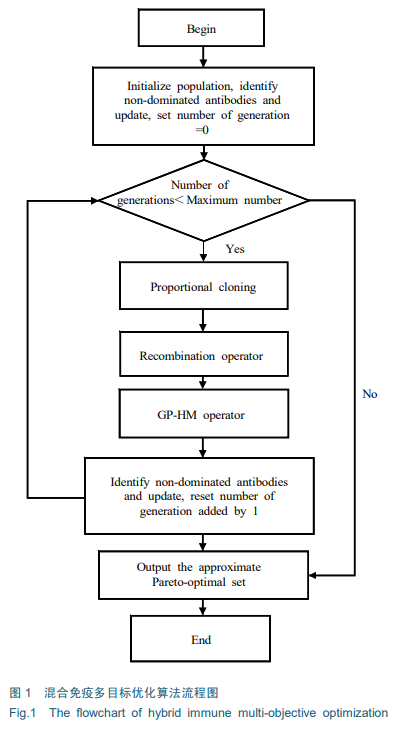 Begin
Initialize population, identify
non-dominated antibodies and
update, set number of generation
=0
Number of
generations< Maximum number
Yes
Proportional cloning
Recombination operator
GP-HM operator
No
Identify non-dominated antibodies
and update, reset number of
generation added by 1
Output the approximate
Pareto-optimal set
End
图 1 混合免疫多目标优化算法流程图
Fig.1 The flowchart of hybrid immune multi-objective optimization